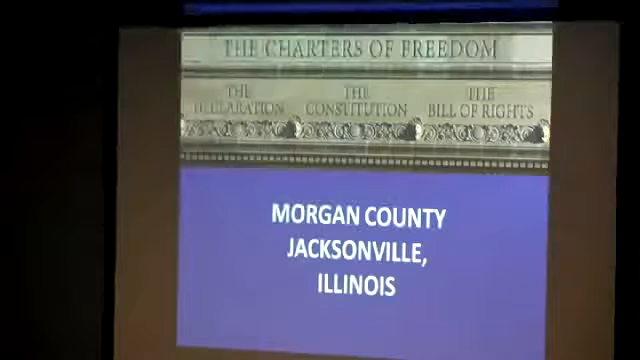 THE CHARTERS OF FREEDOM
THE THE THE
DECLARATION CONSTITUTION BILL OF RIGHTS
MORGAN COUNTY
JACKSONVILLE,
ILLINOIS